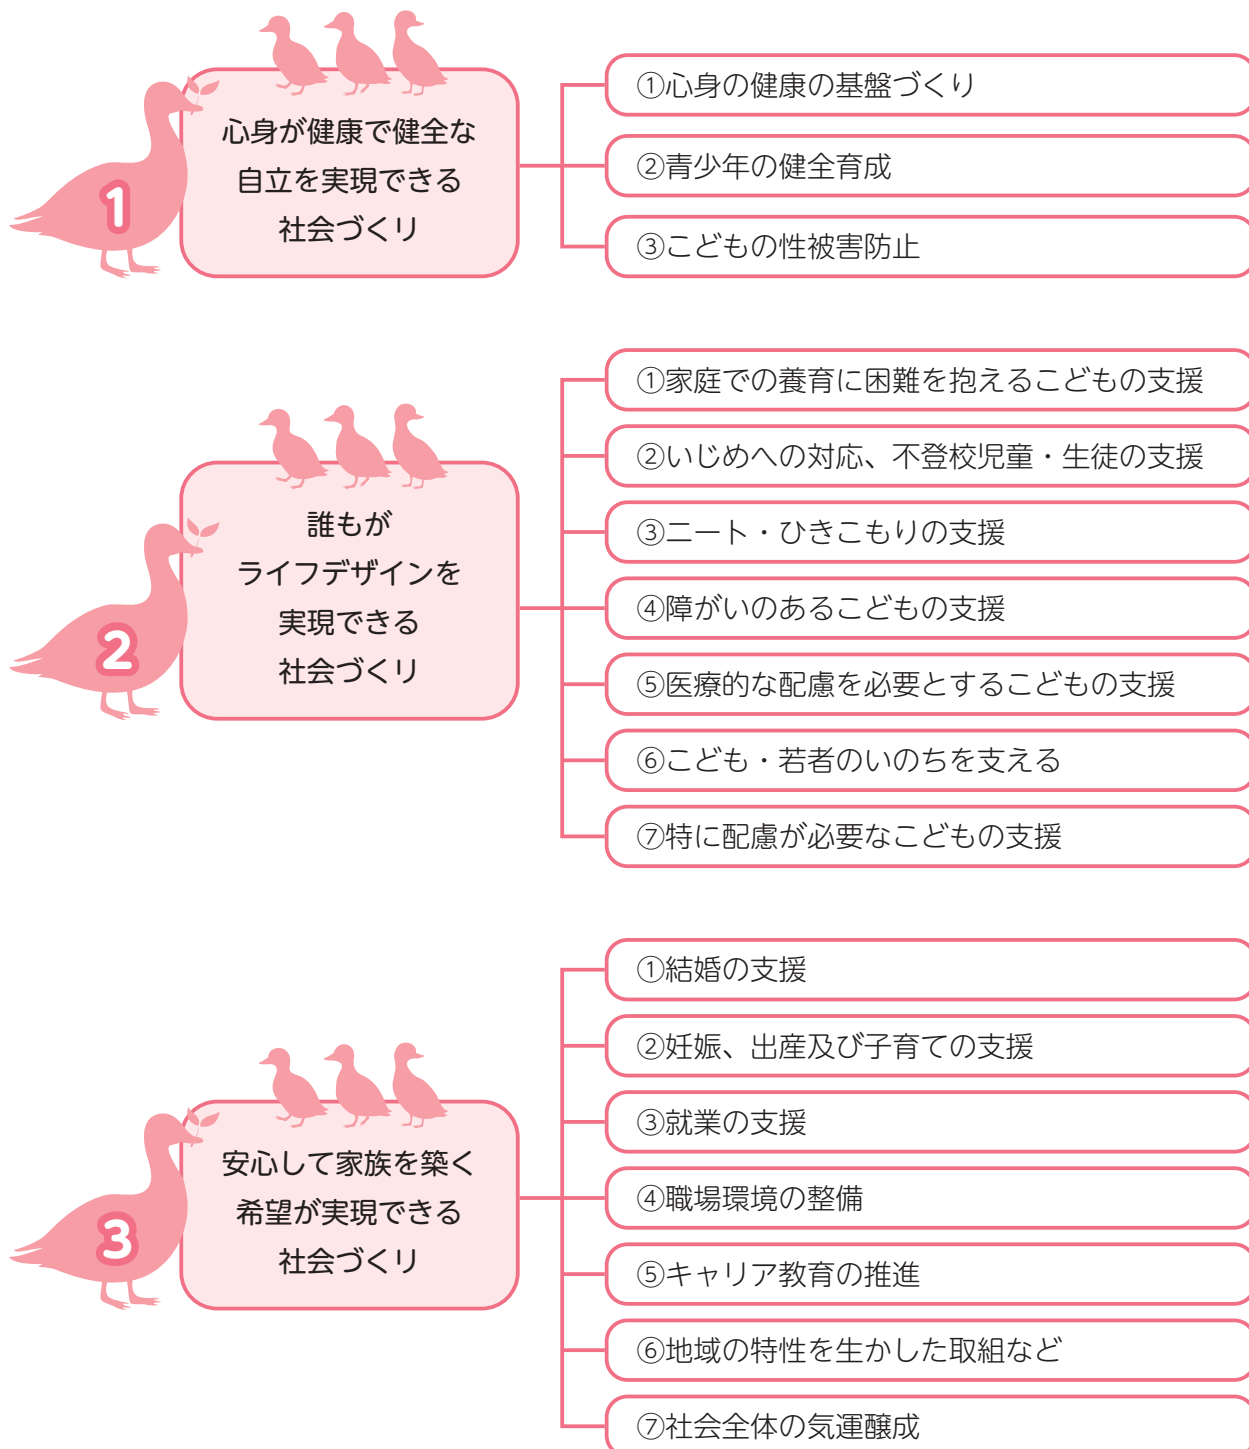 1
心身が健康で健全な
自立を実現できる
社会づくり
①心身の健康の基盤づくり
②青少年の健全育成
③こどもの性被害防止
2
誰もが
ライフデザインを
実現できる
社会づくり
①家庭での養育に困難を抱えるこどもの支援
②いじめへの対応、不登校児童・生徒の支援
③ニート・ひきこもりの支援
④障がいのあるこどもの支援
⑤医療的な配慮を必要とするこどもの支援
⑥こども・若者のいのちを支える
⑦特に配慮が必要なこどもの支援
3
安心して家族を築く
希望が実現できる
社会づくり
①結婚の支援
②妊娠、出産及び子育ての支援
③就業の支援
④職場環境の整備
⑤キャリア教育の推進
⑥地域の特性を生かした取組など
⑦社会全体の気運醸成